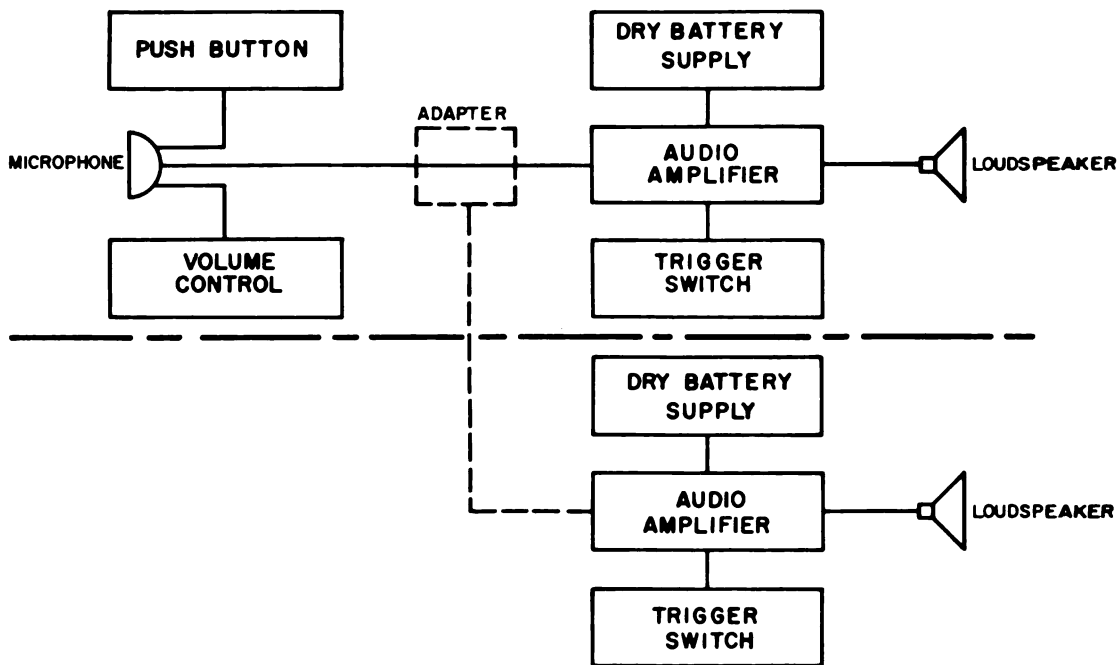 PUSH BUTTON
DRY BATTERY
SUPPLY
ADAPTER
MICROPHONE
AUDIO
AMPLIFIER
LOUDSPEAKER
VOLUME
CONTROL
TRIGGER
SWITCH
DRY BATTERY
SUPPLY
AUDIO
AMPLIFIER
LOUDSPEAKER
TRIGGER
SWITCH